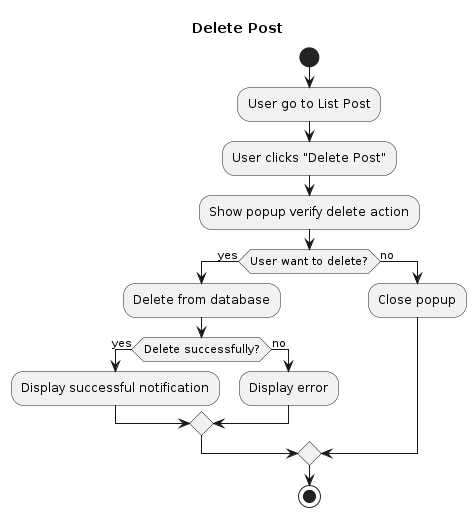 Delete Post
User go to List Post
User clicks "Delete Post"
Show popup verify delete action
yes
User want to delete?
no
Delete from database
Close popup
yes
Delete successfully?
no
Display successful notification
Display error